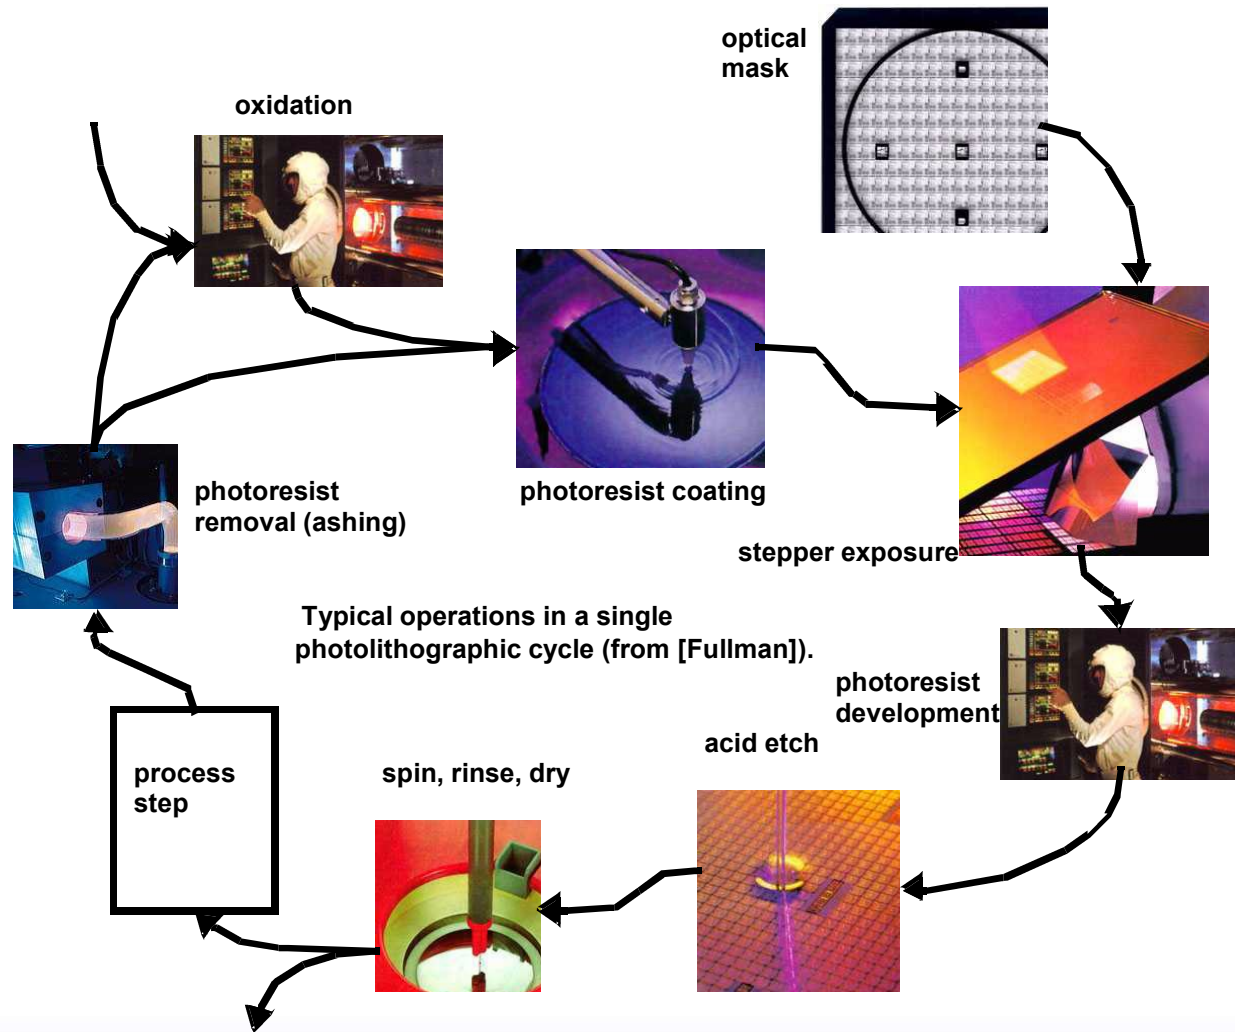 optical
mask
oxidation
photoresist
removal (ashing)
photoresist coating
stepper exposure
Typical operations in a single
photolithographic cycle (from [Fullman]).
photoresist
development
acid etch
spin, rinse, dry
process
step